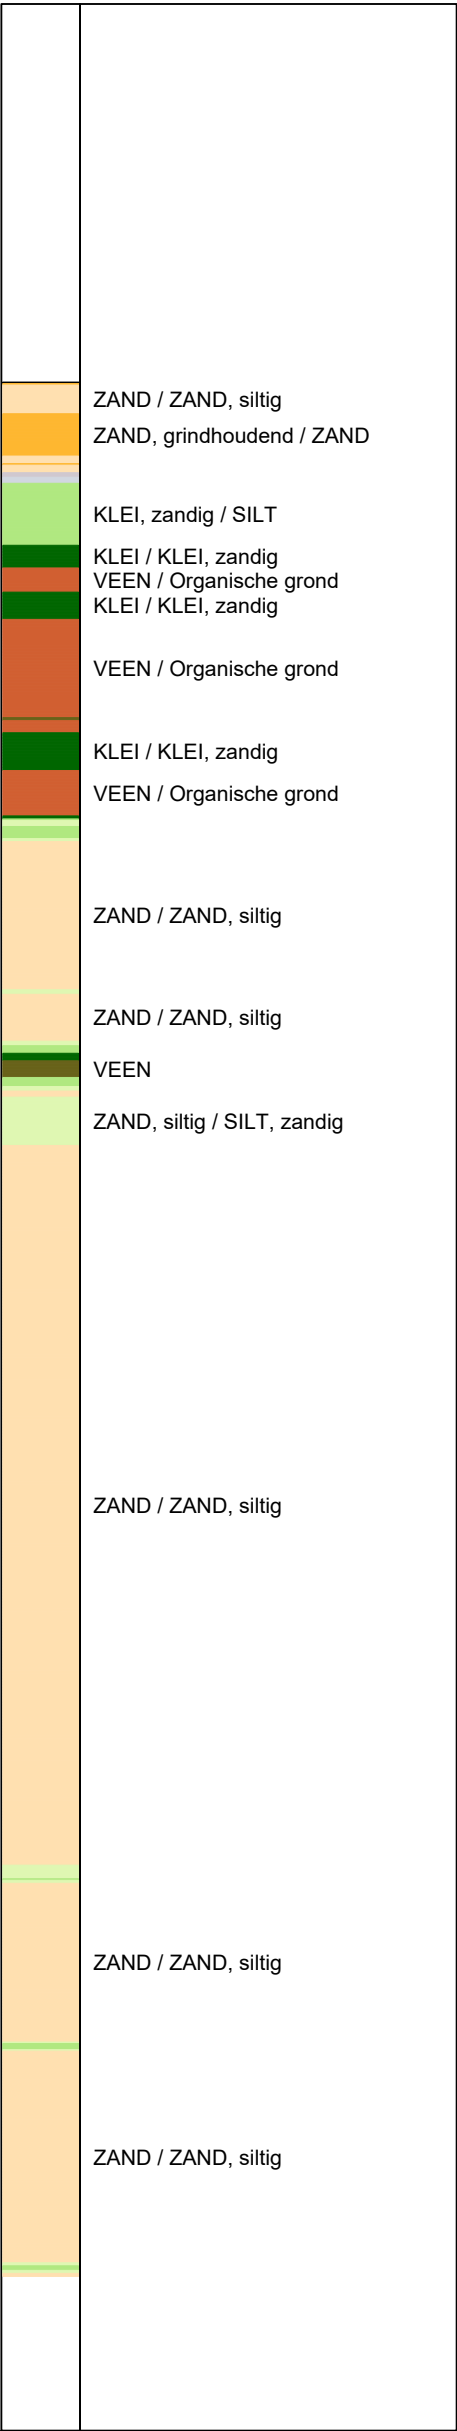 ZAND / ZAND, siltig
ZAND, grindhoudend / ZAND
KLEI, zandig / SILT
KLEI / KLEI, zandig
VEEN / Organische grond
KLEI / KLEI, zandig
VEEN / Organische grond
KLEI / KLEI, zandig
VEEN / Organische grond
ZAND / ZAND, siltig
ZAND / ZAND, siltig
VEEN
ZAND, siltig / SILT, zandig
ZAND / ZAND, siltig
ZAND / ZAND, siltig
ZAND / ZAND, siltig